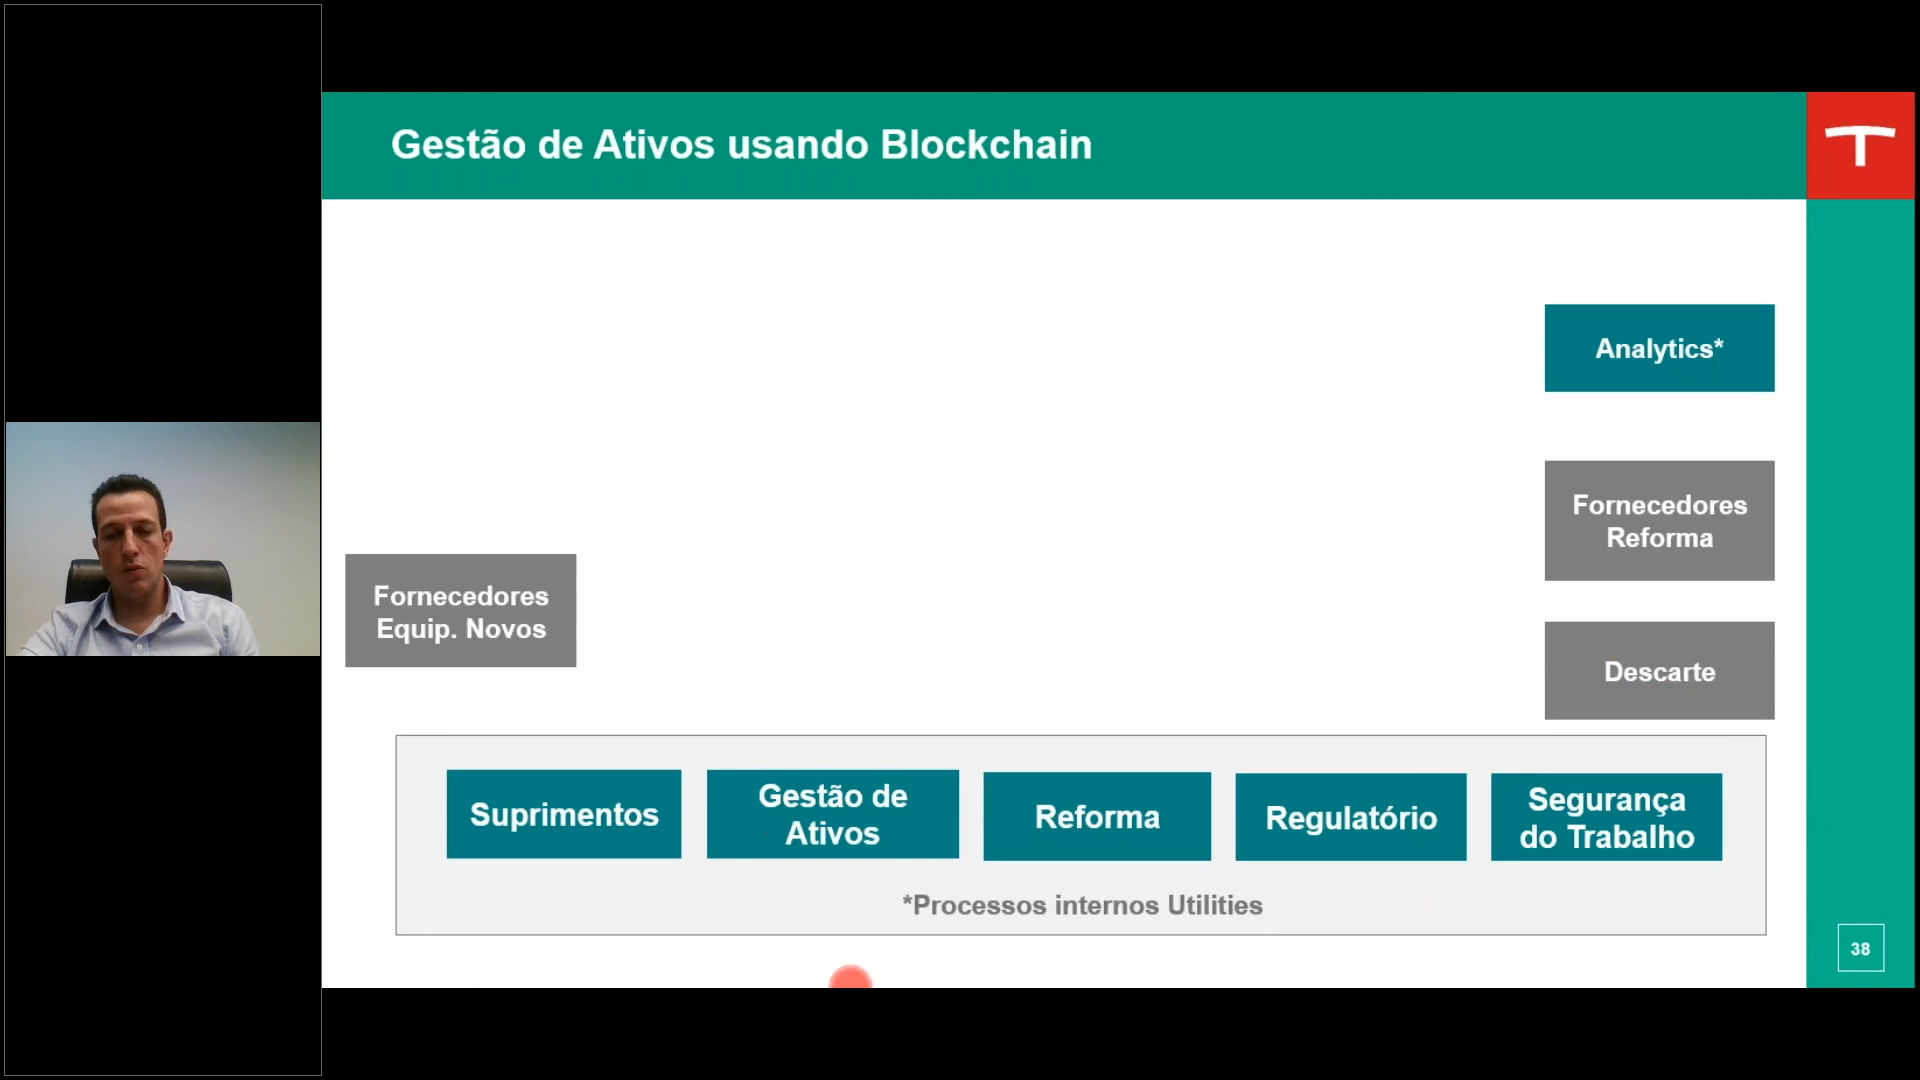 Gestão de Ativos usando Blockchain
Analytics*
Fornecedores
Reforma
Fornecedores
Equip. Novos
Descarte
Suprimentos
Gestão de
Ativos
Reforma
Regulatório
Segurança
do Trabalho
*Processos internos Utilities
38